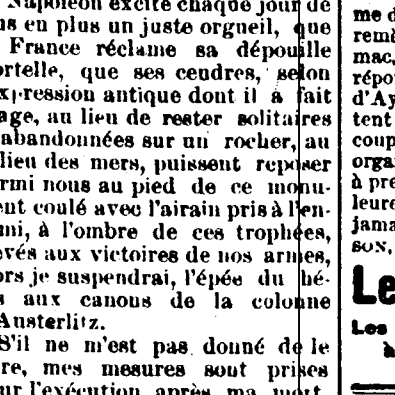 Napoléon excite chaque jour de
ns en plus un juste orgueil, que
France réclame sa dépouille
ortelle, que ses cendres, selon
xpression antique dont il a fait
age, au lieu de rester solitaires
abandonnées sur un rocher, au
lieu des mers, puissent reposer
rmi nous au pied de ce monu-
ent coulé avec l'airain pris à l'en-
mi, à l'ombre de ces trophées,
evés aux victoires de nos armes,
ors je suspendrai, l'épée du hé-
s aux canons de la colonne
Austerlitz.
S'il ne m'est pas donné de le
re, mes mesures sont prises
ur l'exécution après ma mort
me d
remè
mac,
répo
d'Ay
tent
coup
orga
à pre
leure
jama
SON,
Le
Les
à